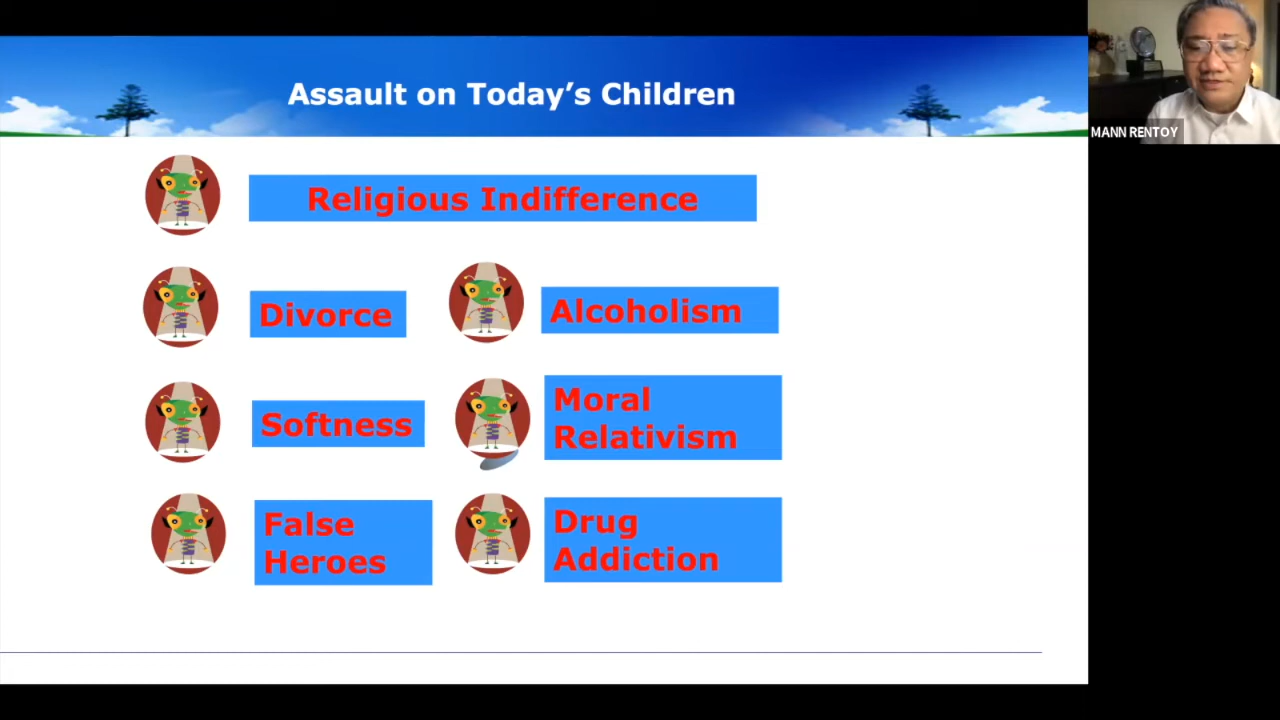 Assault on Today’s Children
MANN RENTOY
Religious Indifference
Divorce
Alcoholism
Softness
Moral
Relativism
False
Heroes
Drug
Addiction